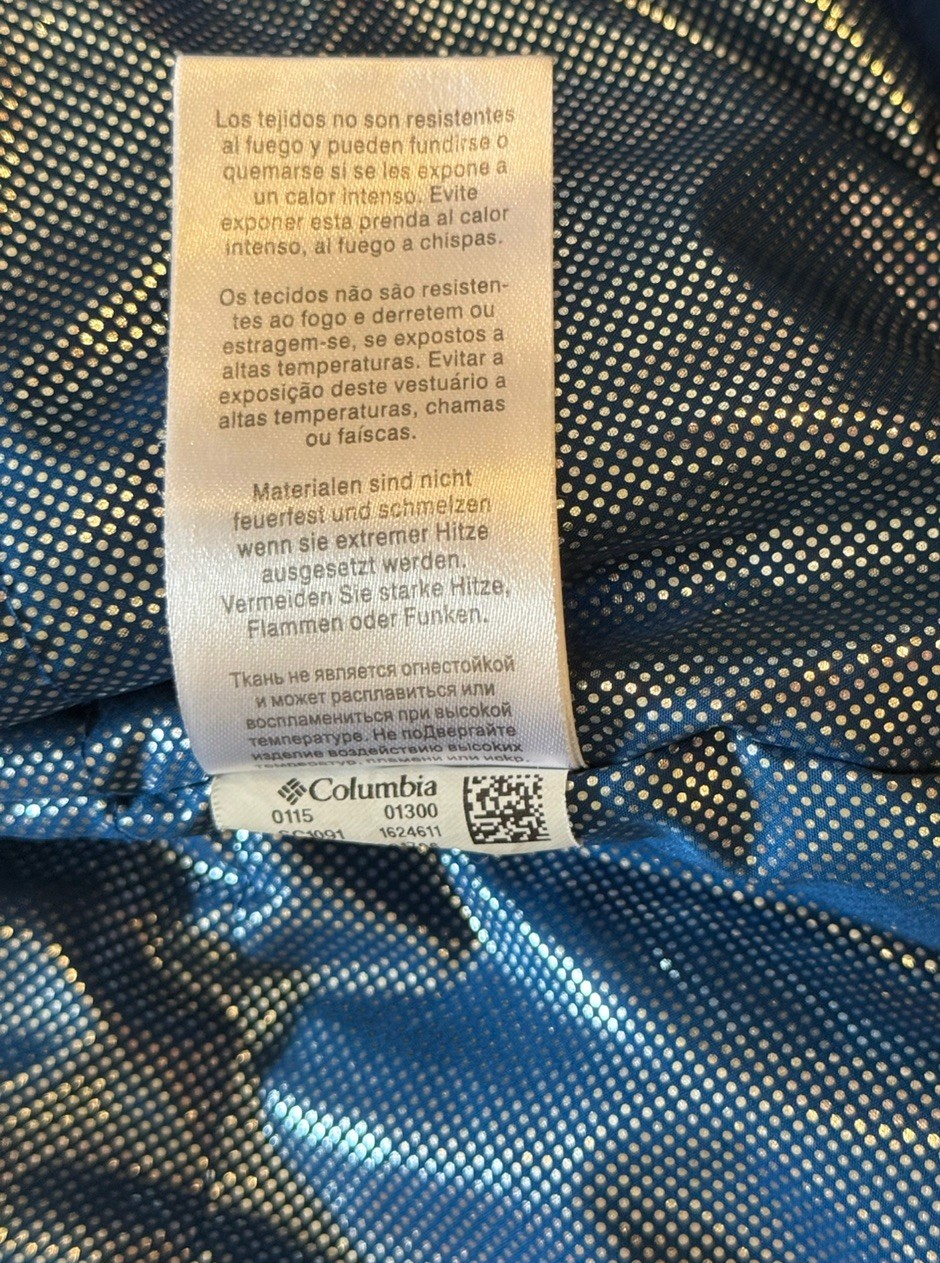 Los tejidos no son resistentes
al fuego y pueden fundirse o
quemarse si se les expone a
un calor intenso. Evite
exponer esta prenda al calor
intenso, al fuego a chispas.
Os tecidos não são resisten-
tes ao fogo e derretem ou
estragem-se, se expostos a
altas temperaturas. Evitar a
exposição deste vestuário a
altas temperaturas, chamas
ou faíscas.
Materialen sind nicht
feuerfest und schmelzen
wenn sie extremer Hitze
ausgesetzt werden.
Vermeiden Sie starke Hitze,
Flammen oder Funken.
Ткань не является огнестойкой
и может расплавиться или
воспламениться при высокой
температуре. Не поДвергайте
изделие воздействию высоких
температур, пламени или искр.
Columbia
0115 01300
1624611